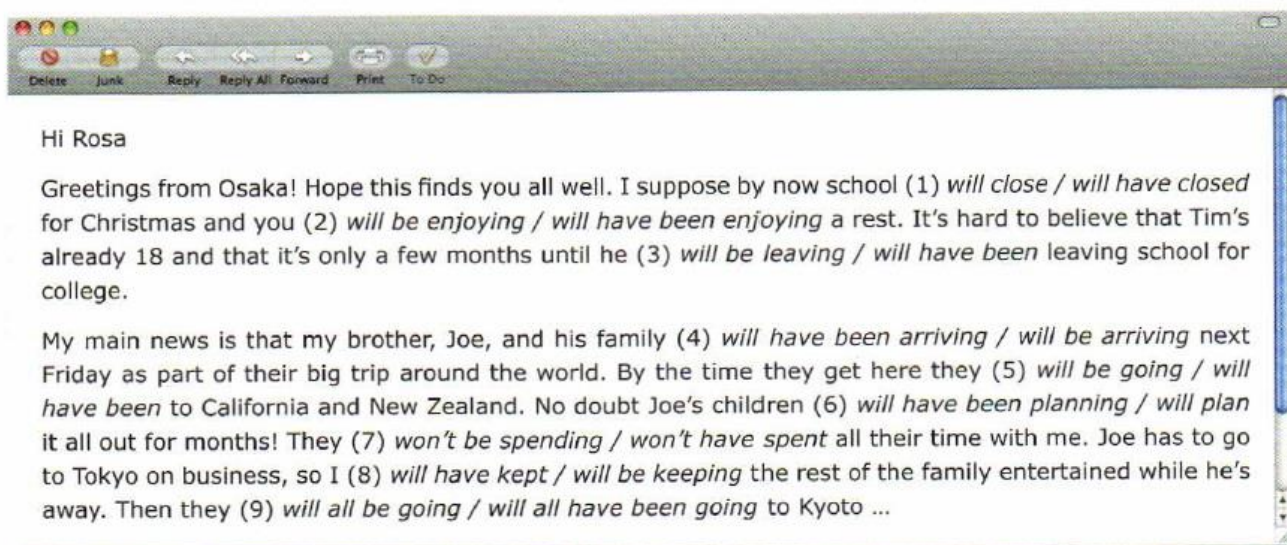 Delete Junk Reply Reply All Forward Print To Do
Hi Rosa
Greetings from Osaka! Hope this finds you all well. I suppose by now school (1) will close / will have closed
for Christmas and you (2) will be enjoying / will have been enjoying a rest. It's hard to believe that Tim's
already 18 and that it's only a few months until he (3) will be leaving / will have been leaving school for
college.
My main news is that my brother, Joe, and his family (4) will have been arriving / will be arriving next
Friday as part of their big trip around the world. By the time they get here they (5) will be going / will
have been to California and New Zealand. No doubt Joe's children (6) will have been planning / will plan
it all out for months! They (7) won't be spending / won't have spent all their time with me. Joe has to go
to Tokyo on business, so I (8) will have kept / will be keeping the rest of the family entertained while he's
away. Then they (9) will all be going / will all have been going to Kyoto ...